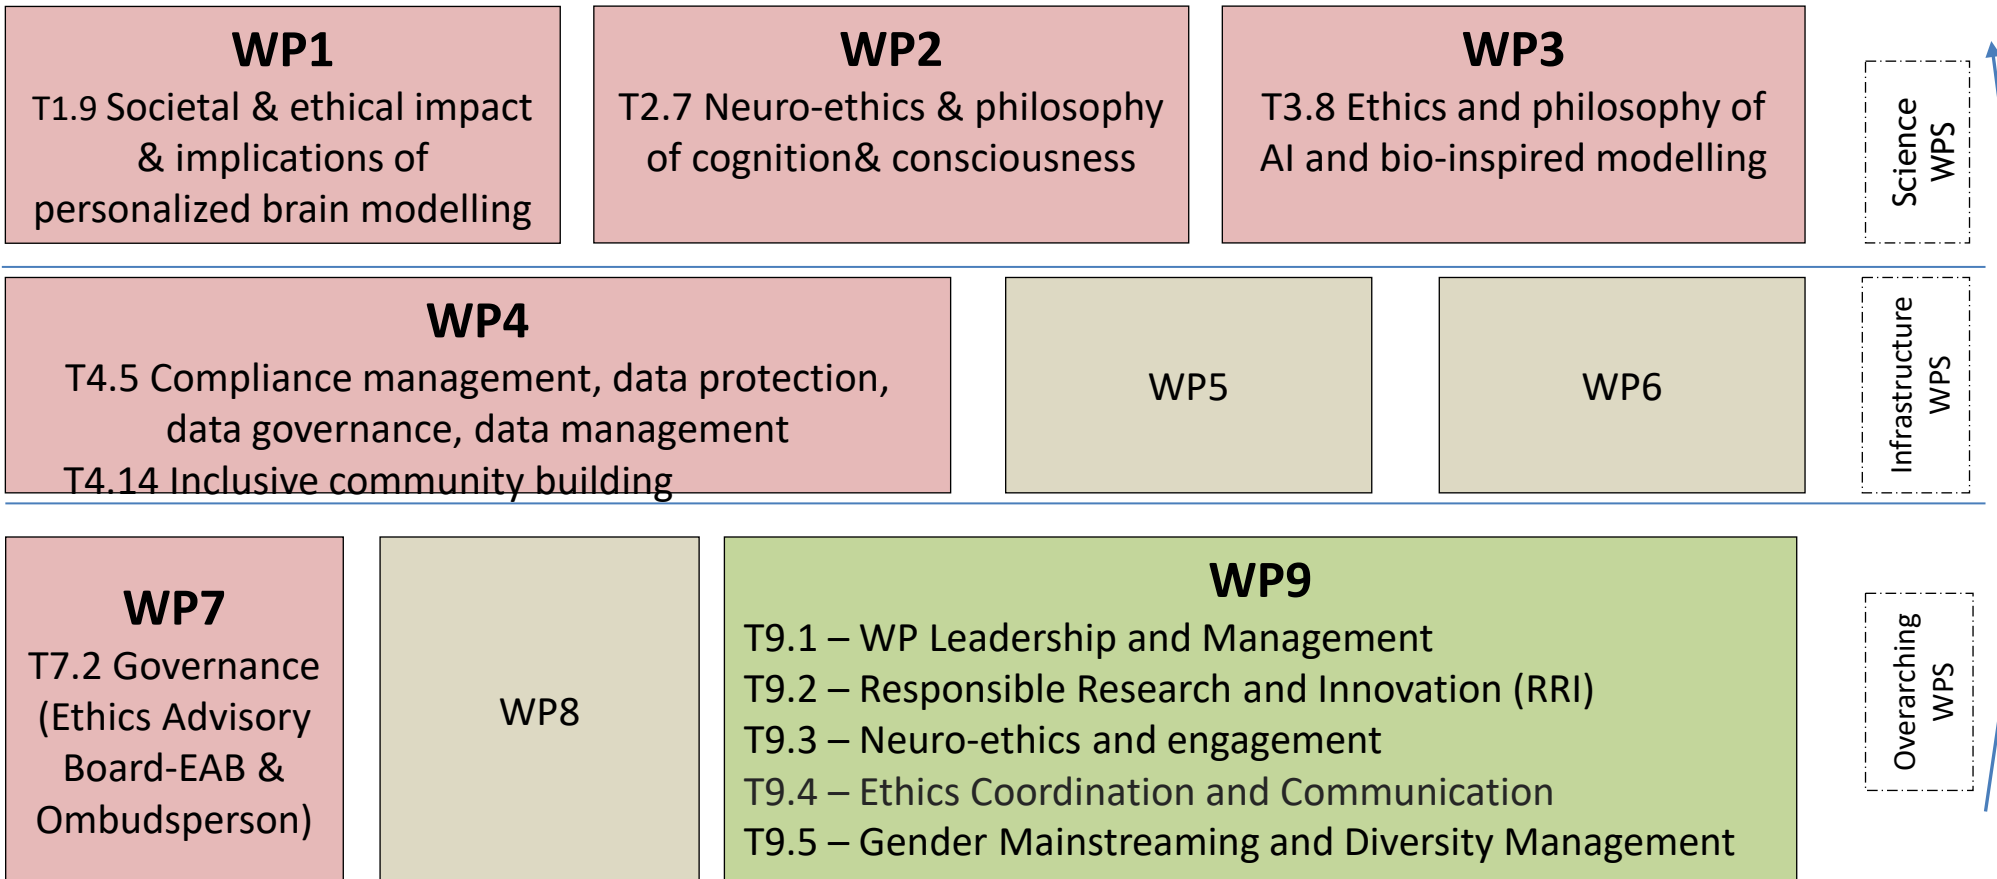 WP1
T1.9 Societal & ethical impact
& implications of
personalized brain modelling
WP2
T2.7 Neuro-ethics & philosophy
of cognition& consciousness
WP3
T3.8 Ethics and philosophy of
AI and bio-inspired modelling
Science
WPS
WP4
T4.5 Compliance management, data protection,
data governance, data management
T4.14 Inclusive community building
WP5
WP6
Infrastructure
WPS
WP7
T7.2 Governance
(Ethics Advisory
Board-EAB &
Ombudsperson)
WP8
WP9
T9.1 – WP Leadership and Management
T9.2 – Responsible Research and Innovation (RRI)
T9.3 – Neuro-ethics and engagement
T9.4 – Ethics Coordination and Communication
T9.5 – Gender Mainstreaming and Diversity Management
Overarching
WPS